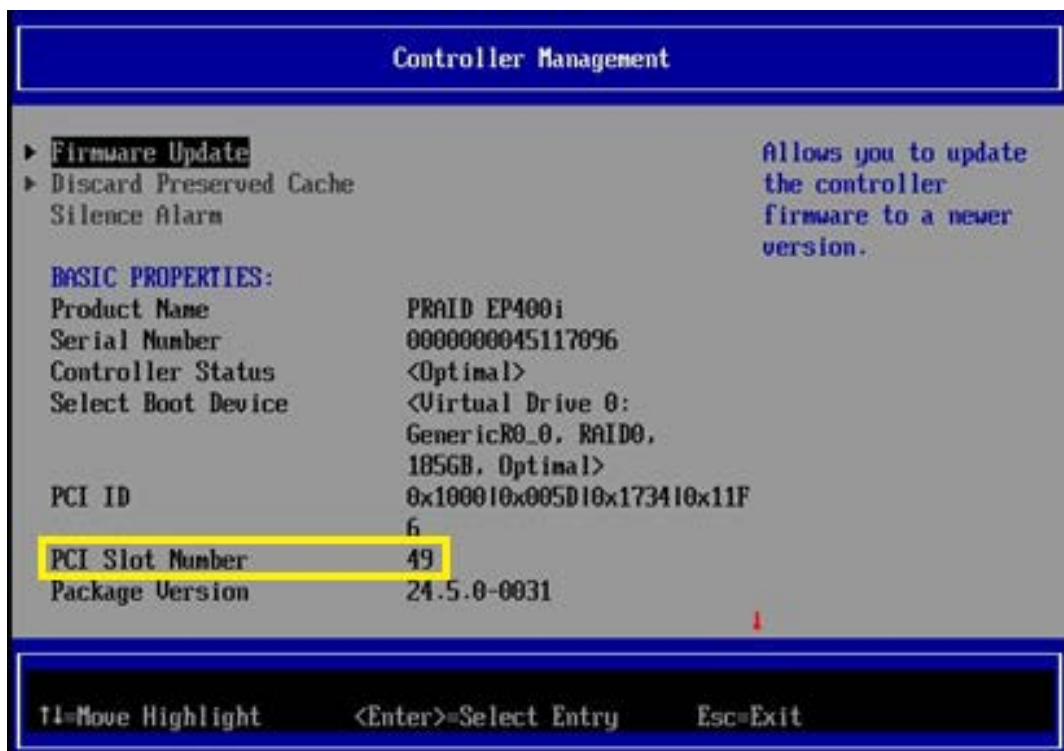 Controller Management
Firmware Update
Discard Preserved Cache
Silence Alarm
Allows you to update
the controller
firmware to a newer
version.
BASIC PROPERTIES:
Product Name PRAID EP400i
Serial Number 0000000045117096
Controller Status <Optimal>
Select Boot Device <Virtual Drive 0:
GenericR0_0, RAID0,
185GB, Optimal>
PCI ID 0x1000|0x005D|0x1734|0x11F
6
PCI Slot Number 49
Package Version 24.5.0-0031
↑↓=Move Highlight <Enter>=Select Entry Esc=Exit